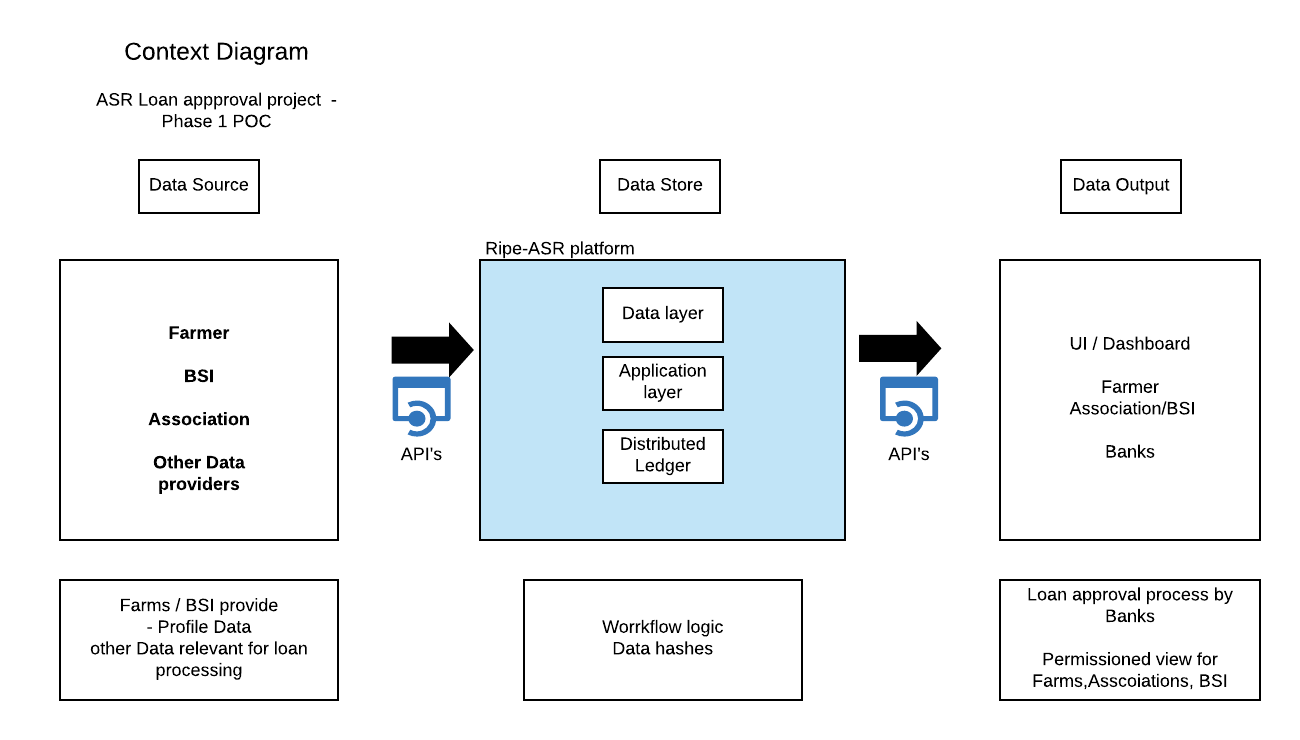 Context Diagram
ASR Loan appproval project  -
Phase 1 POC
Data Source
Data Store
Data Output
Ripe-ASR platform
Farmer
BSI
Association
Other Data
providers
API's
Data layer
Application
layer
Distributed
Ledger
API's
UI / Dashboard
Farmer
Association/BSI
Banks
Farms / BSI provide
- Profile Data
other Data relevant for loan
processing
Worrkflow logic
Data hashes
Loan approval process by
Banks
Permissioned view for
Farms,Asscoiations, BSI